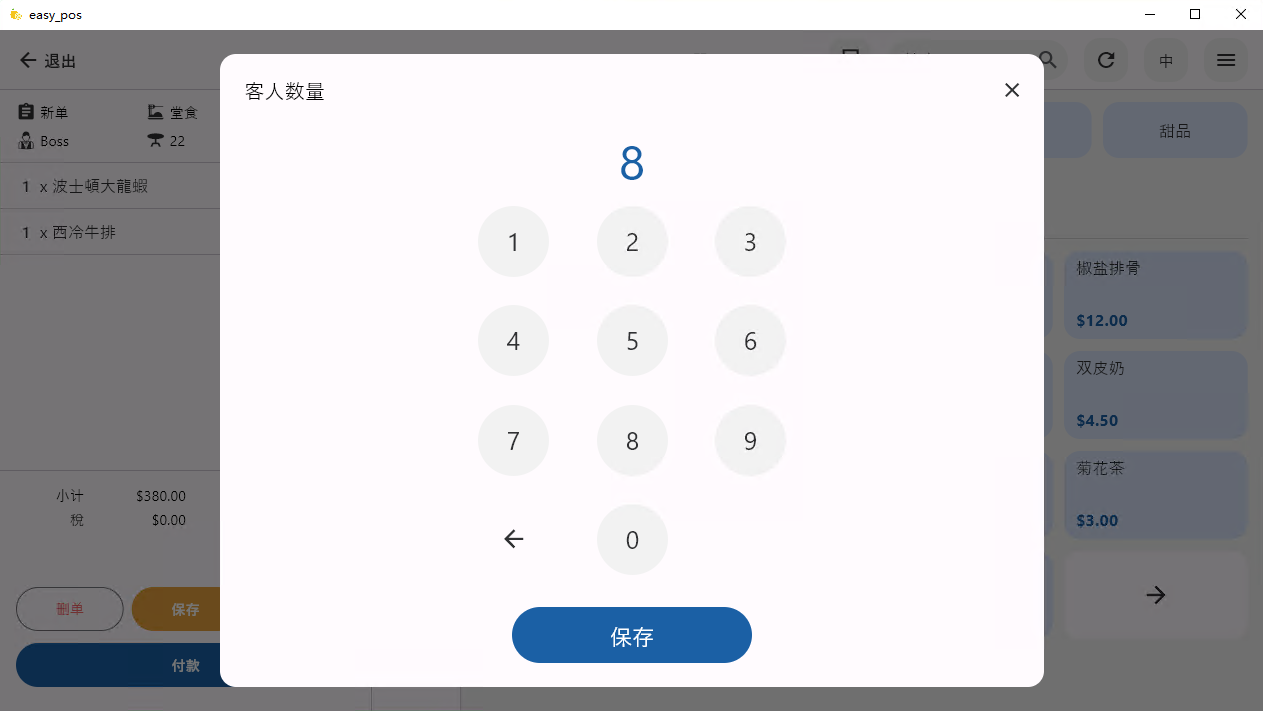 easy_pos
退出
中
新单
堂食
Boss
22
甜品
1 x 波士頓大龍蝦
1 x 西冷牛排
小计 $380.00
税 $0.00
删单
保存
付款
客人数量
8
1 2 3
4 5 6
7 8 9
0
保存
椒盐排骨
$12.00
双皮奶
$4.50
菊花茶
$3.00